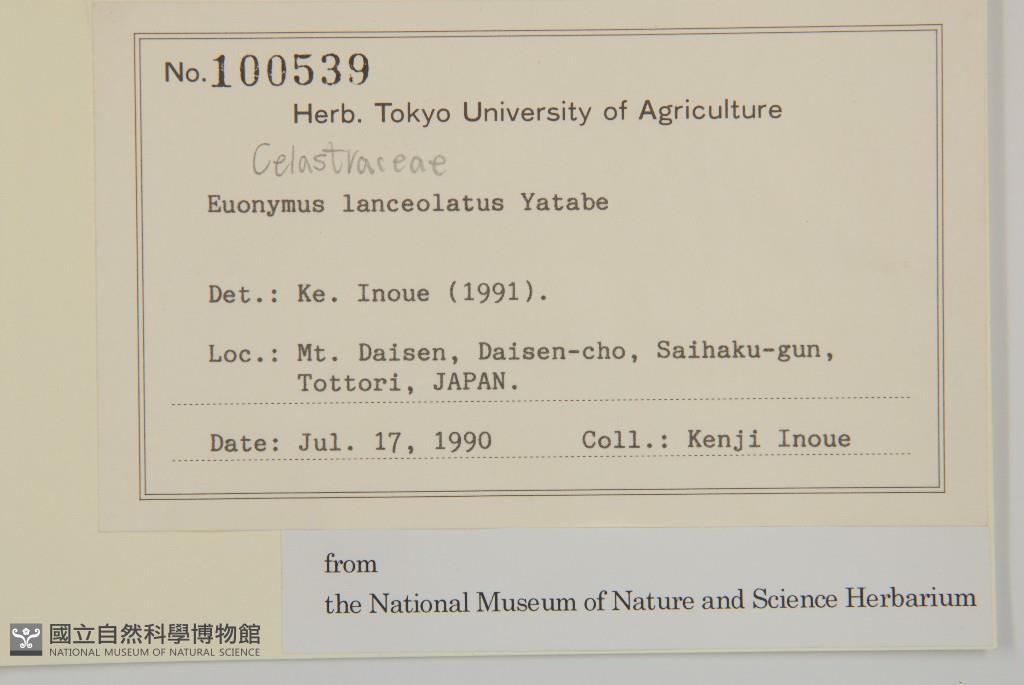 No. 100539
Herb. Tokyo University of Agriculture
Celastraceae
Euonymus lanceolatus Yatabe
Det.: Ke. Inoue (1991).
Loc.: Mt. Daisen, Daisen-cho, Saihaku-gun,
Tottori, JAPAN.
Date: Jul. 17, 1990 Coll.: Kenji Inoue
from
the National Museum of Nature and Science Herbarium
國立自然科學博物館
NATIONAL MUSEUM OF NATURAL SCIENCE